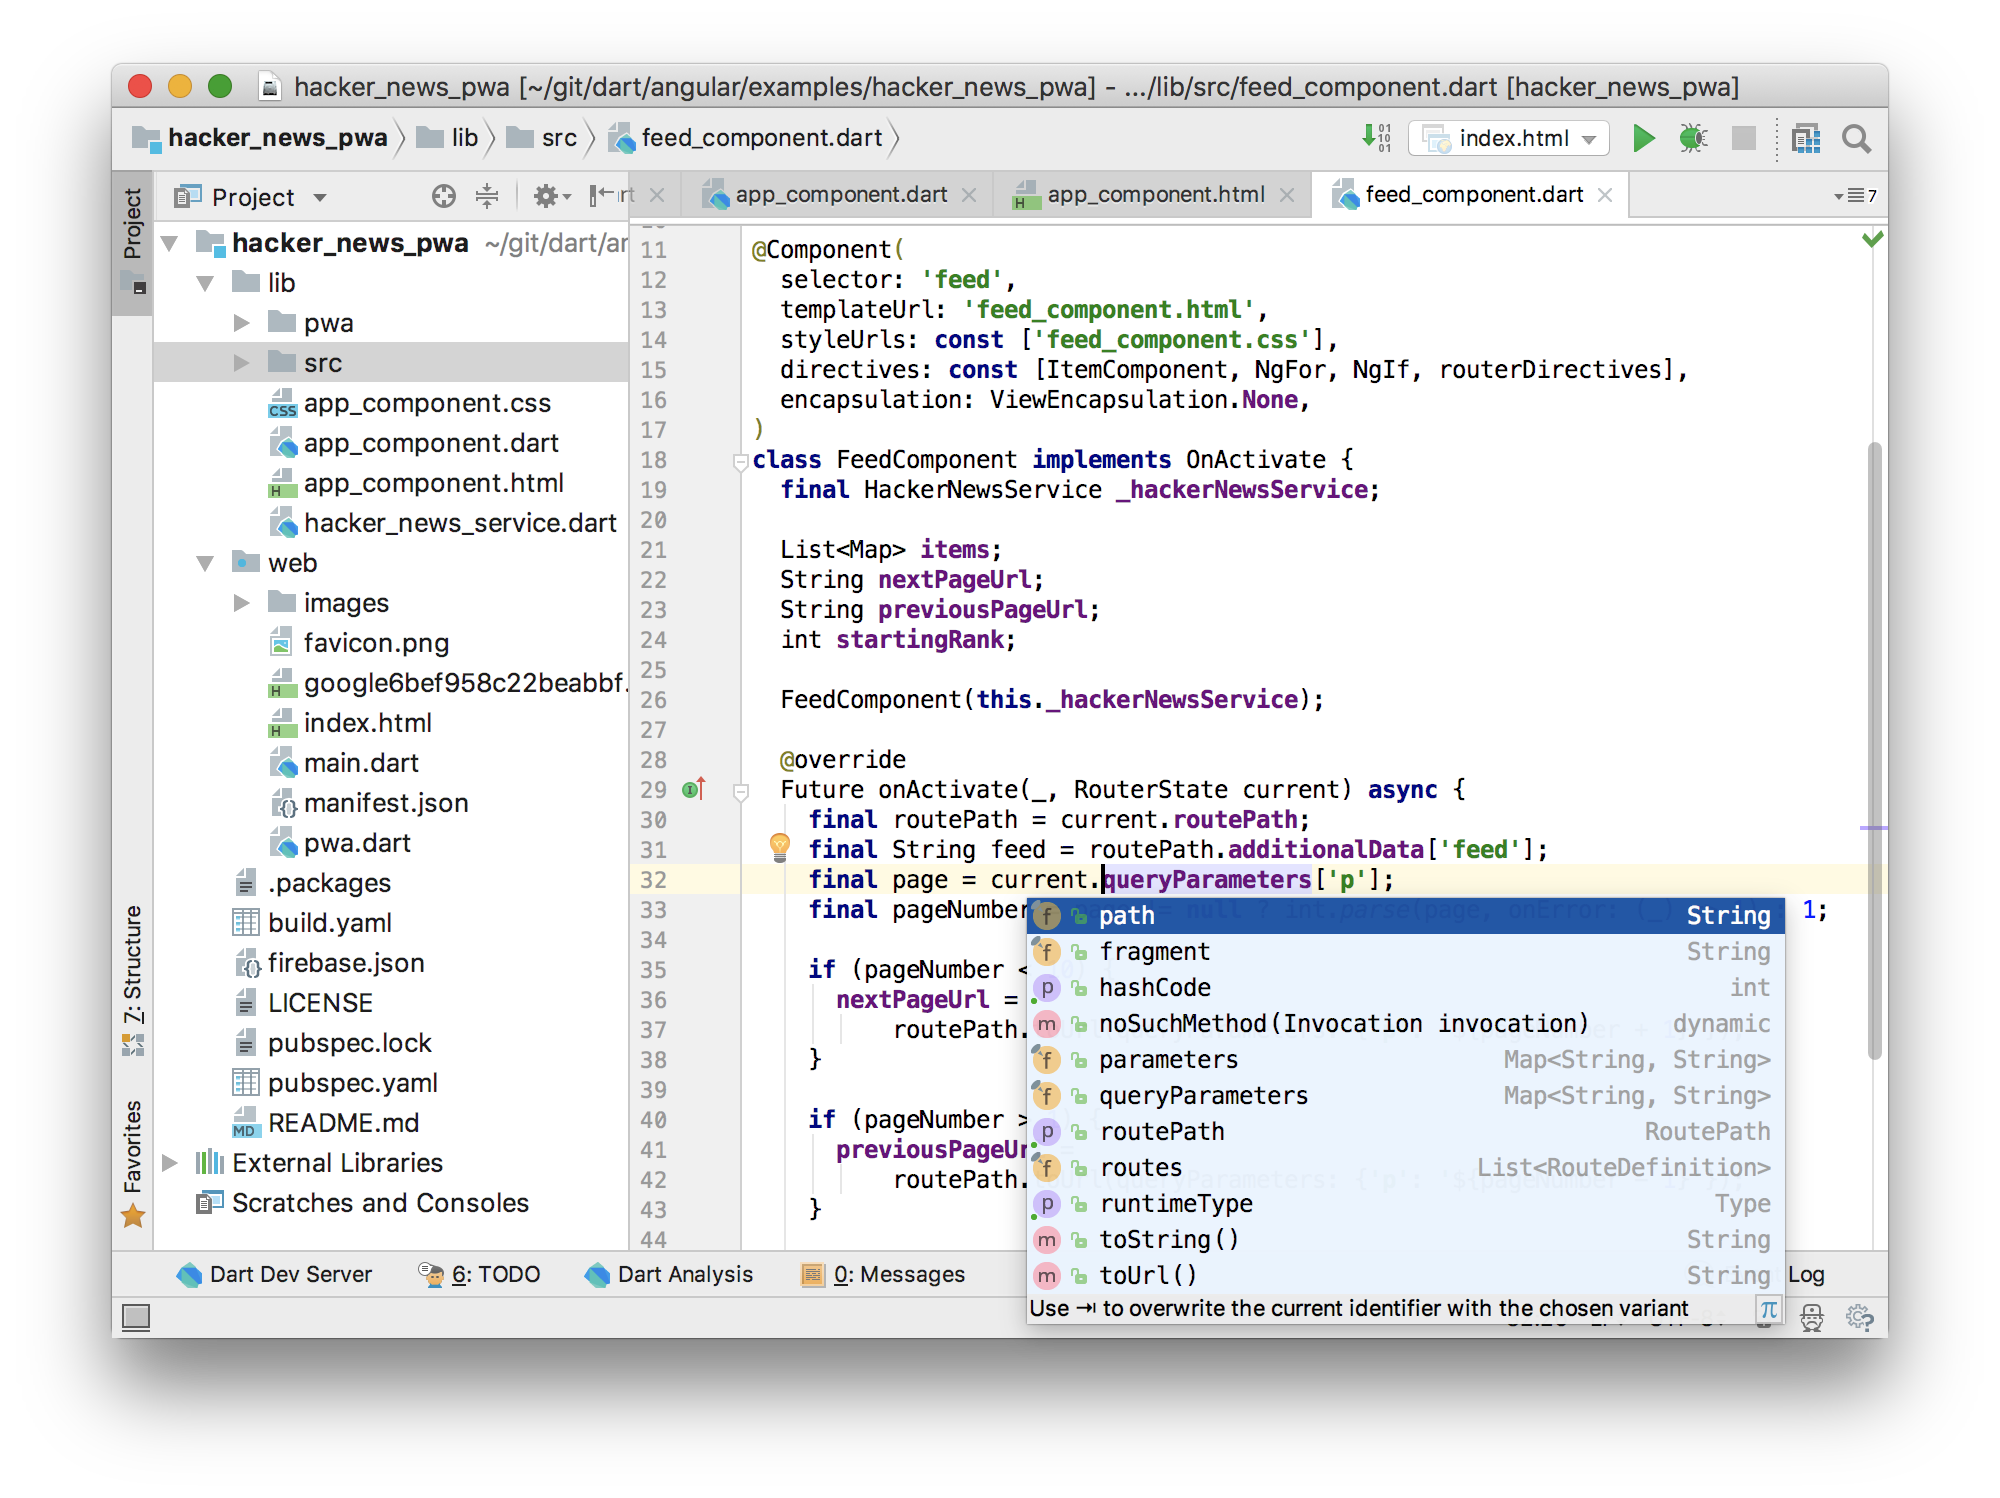 hacker_news_pwa [~/git/dart/angular/examples/hacker_news_pwa] - .../lib/src/feed_component.dart [hacker_news_pwa]
hacker_news_pwa lib src feed_component.dart
index.html
Project
Project
app_component.dart
app_component.html
feed_component.dart
7
hacker_news_pwa ~/git/dart/ar
lib
pwa
src
app_component.css
app_component.dart
app_component.html
hacker_news_service.dart
web
images
favicon.png
google6bef958c22beabbf.
index.html
main.dart
manifest.json
pwa.dart
.packages
build.yaml
firebase.json
LICENSE
pubspec.lock
pubspec.yaml
README.md
External Libraries
Scratches and Consoles
7: Structure
Favorites
11 @Component(
12 selector: 'feed',
13 templateUrl: 'feed_component.html',
14 styleUrls: const ['feed_component.css'],
15 directives: const [ItemComponent, NgFor, NgIf, routerDirectives],
16 encapsulation: ViewEncapsulation.None,
17 )
18 class FeedComponent implements OnActivate {
19 final HackerNewsService _hackerNewsService;
20
21 List<Map> items;
22 String nextPageUrl;
23 String previousPageUrl;
24 int startingRank;
25
26 FeedComponent(this._hackerNewsService);
27
28 @override
29 Future onActivate(_, RouterState current) async {
30 final routePath = current.routePath;
31 final String feed = routePath.additionalData['feed'];
32 final page = current.queryParameters['p'];
33 final pageNumber = null ? int.parse(page, onError: (_) 1;
34
35 if (pageNumber <
36 nextPageUrl =
37 routePath.
38 }
39
40 if (pageNumber >
41 previousPageUr
42 routePath.
43 }
44
path String
fragment String
hashCode int
noSuchMethod(Invocation invocation) dynamic
parameters Map<String, String>
queryParameters Map<String, String>
routePath RoutePath
routes List<RouteDefinition>
runtimeType Type
toString() String
toUrl() String
Use ⇥ to overwrite the current identifier with the chosen variant π
Dart Dev Server
6: TODO
Dart Analysis
0: Messages
Log